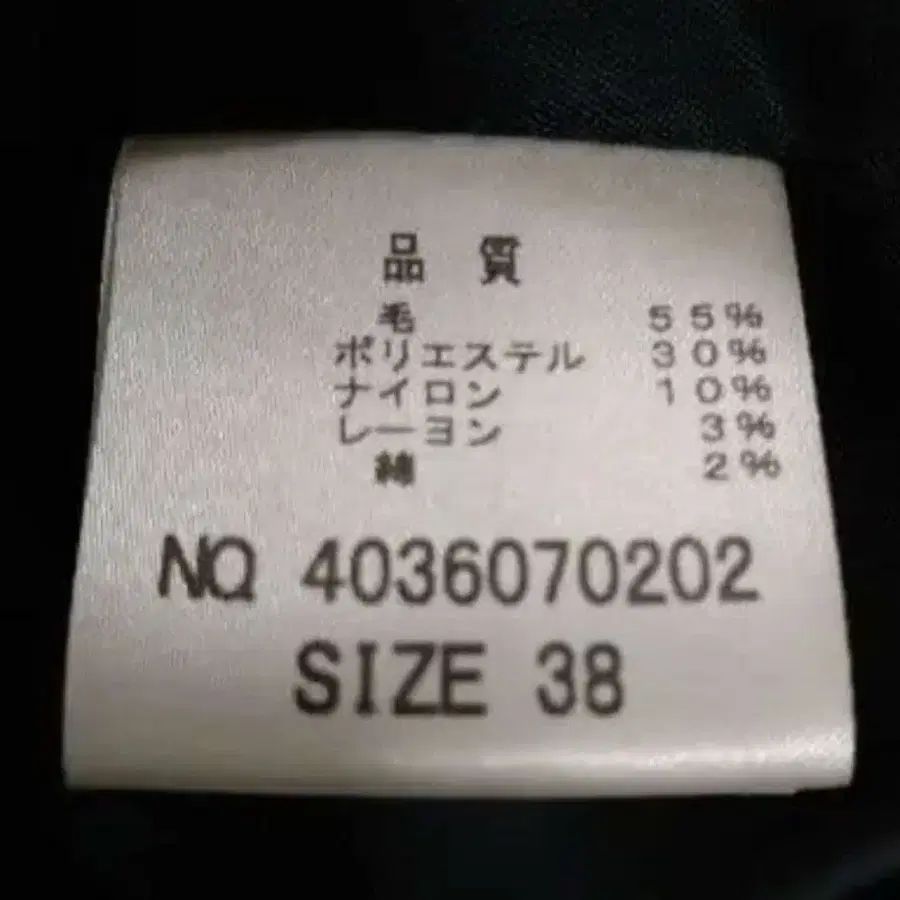 品 質
毛 55%
ポリエステル 30%
ナイロン 10%
レーヨン 3%
綿 2%
NO 4036070202
SIZE 38